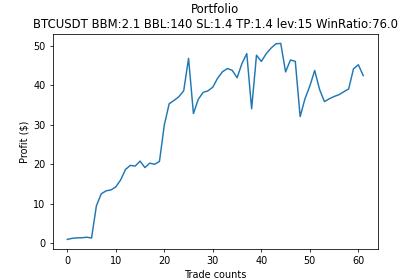 Portfolio
BTCUSDT BBM:2.1 BBL:140 SL:1.4 TP:1.4 lev:15 WinRatio:76.0
50
40
30
20
10
0
Profit ($)
0 10 20 30 40 50 60
Trade counts